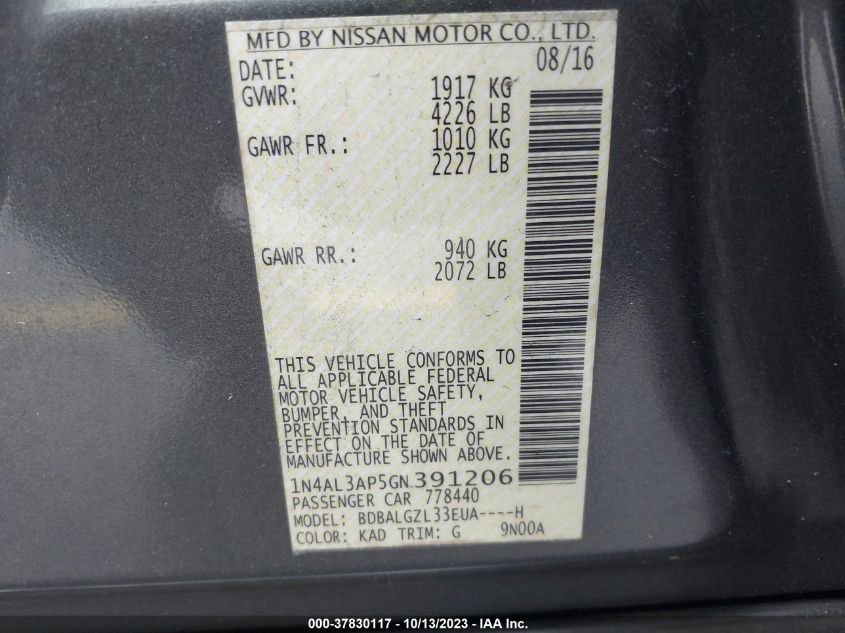 MFD BY NISSAN MOTOR CO., LTD.
DATE: 08/16
GVWR: 1917 KG
4226 LB
GAWR FR.: 1010 KG
2227 LB
GAWR RR.: 940 KG
2072 LB
THIS VEHICLE CONFORMS TO
ALL APPLICABLE FEDERAL
MOTOR VEHICLE SAFETY,
BUMPER, AND THEFT
PREVENTION STANDARDS IN
EFFECT ON THE DATE OF
MANUFACTURE SHOWN ABOVE.
1N4AL3AP5GN391206
PASSENGER CAR 778440
MODEL: BDBALGZL33EUA----H
COLOR: KAD TRIM: G 9N00A
000-37830117 - 10/13/2023 - IAA Inc.